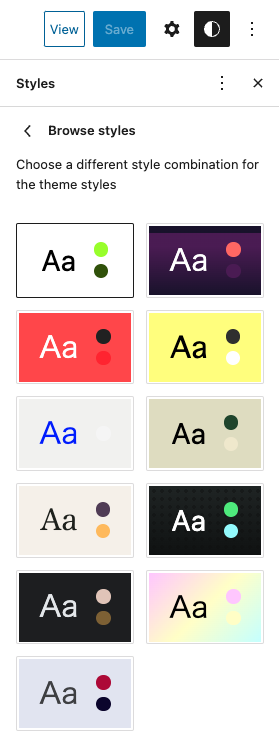 View Save
Styles
Browse styles
Choose a different style combination for
the theme styles
Aa Aa
Aa Aa
Aa Aa
Aa Aa
Aa Aa
Aa